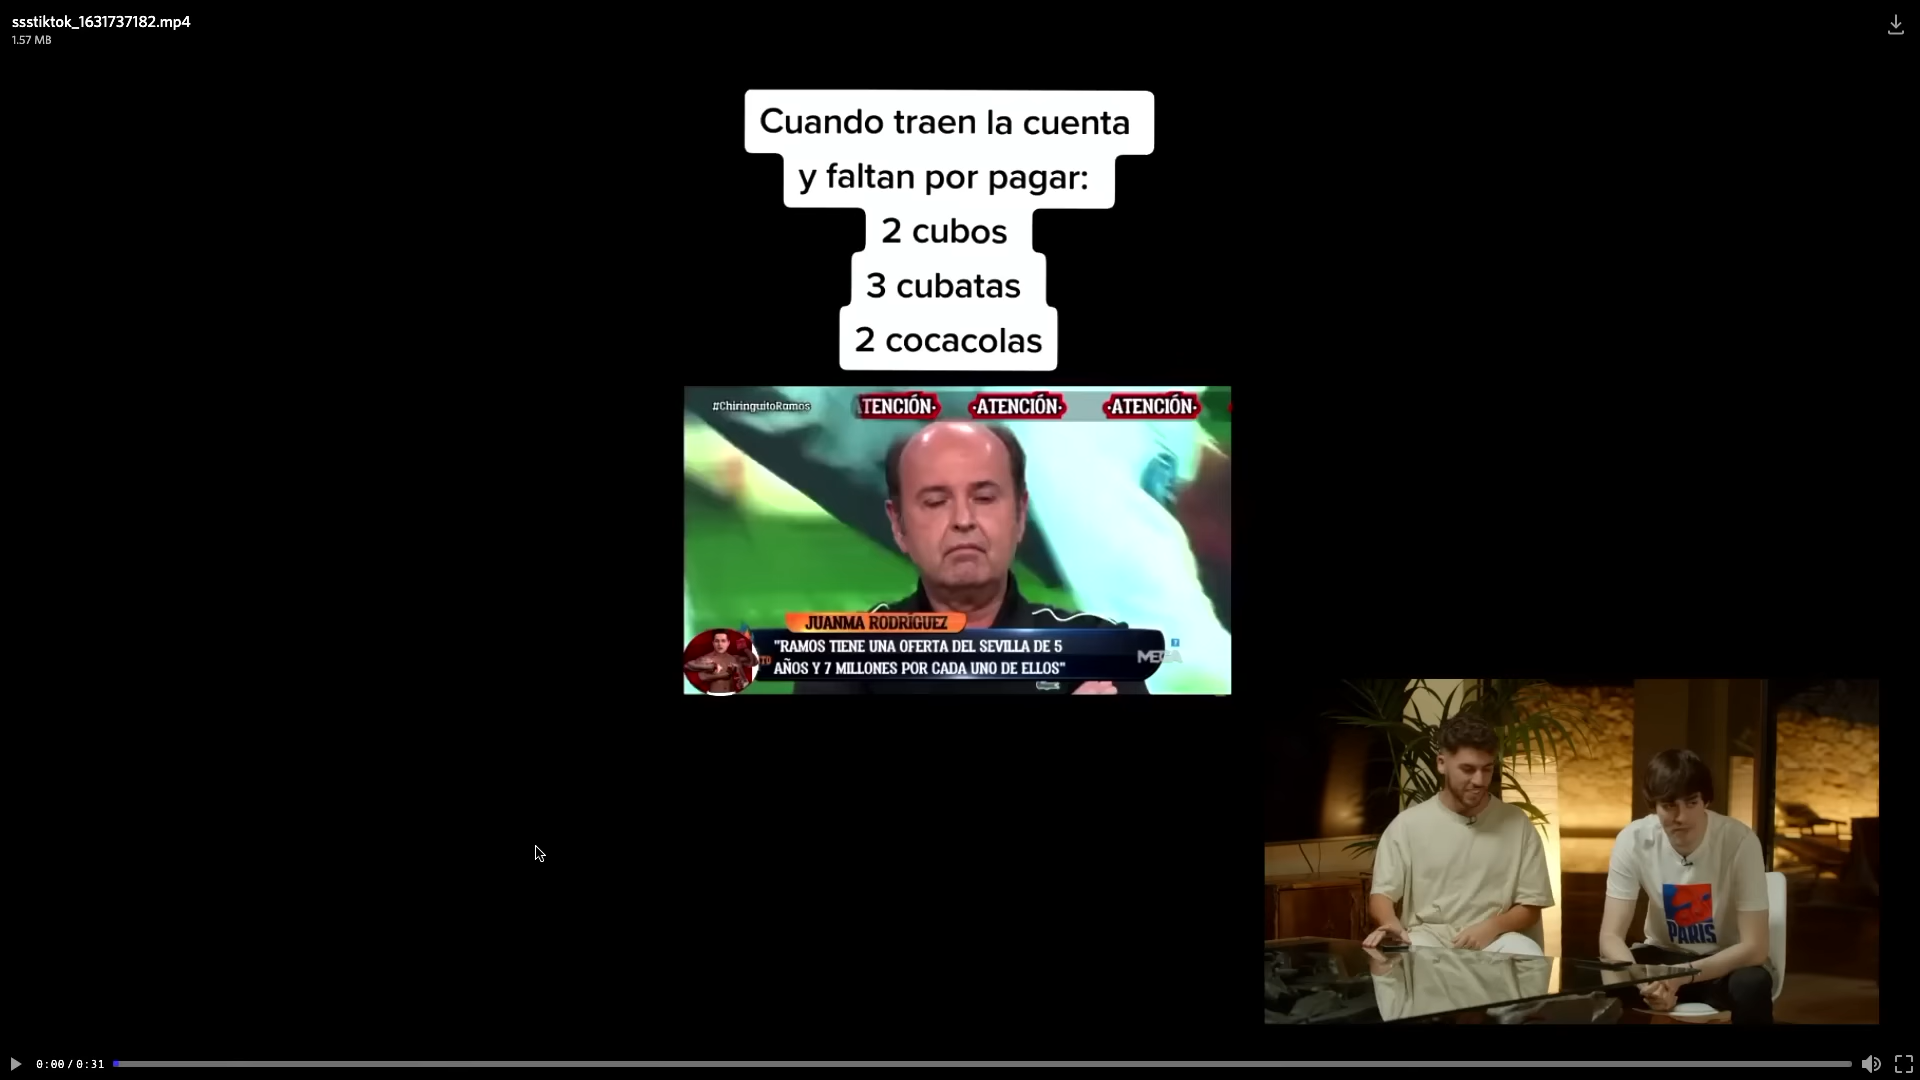 ssstiktok_1631737182.mp4
1.57 MB
Cuando traen la cuenta
y faltan por pagar:
2 cubos
3 cubatas
2 cocacolas
#ChiringuitoRamos
TENCIÓN·
·ATENCIÓN·
·ATENCIÓN·
JUANMA RODRÍGUEZ
"RAMOS TIENE UNA OFERTA DEL SEVILLA DE 5
AÑOS Y 7 MILLONES POR CADA UNO DE ELLOS"
MEGA
PARIS
0:00 / 0:31